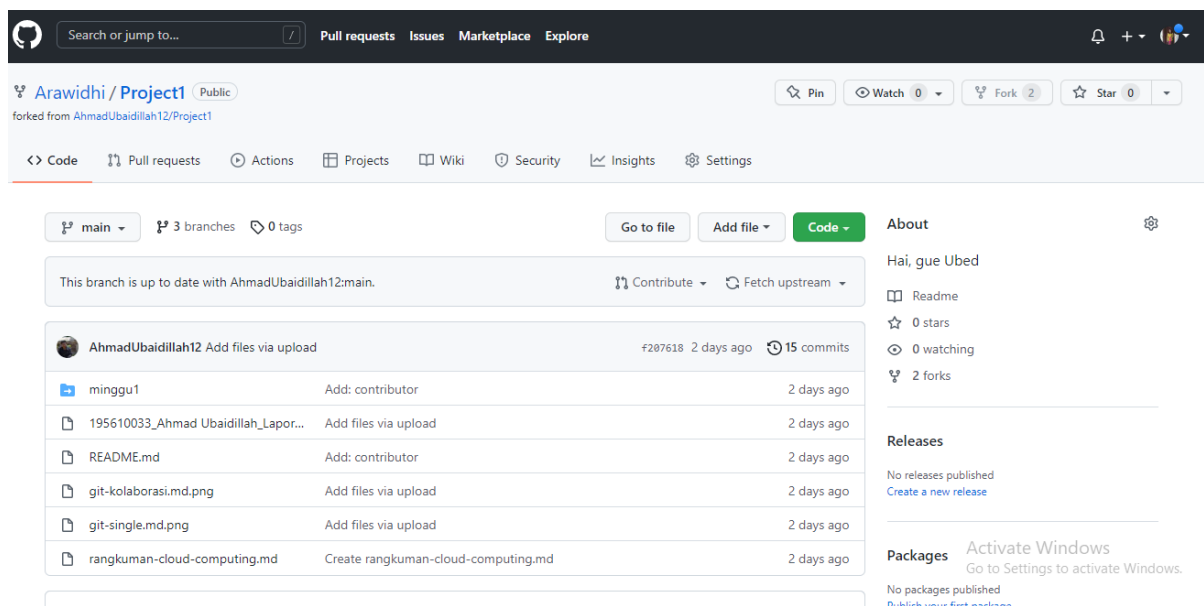 Search or jump to... / Pull requests Issues Marketplace Explore
Arawidhi / Project1 Public Pin Watch 0 Fork 2 Star 0
forked from AhmadUbaidillah12/Project1
<> Code Pull requests Actions Projects Wiki Security Insights Settings
main 3 branches 0 tags Go to file Add file Code
This branch is up to date with AhmadUbaidillah12:main. Contribute Fetch upstream
AhmadUbaidillah12 Add files via upload f207618 2 days ago 15 commits
minggu1 Add: contributor 2 days ago
195610033_Ahmad Ubaidillah_Lapor... Add files via upload 2 days ago
README.md Add: contributor 2 days ago
git-kolaborasi.md.png Add files via upload 2 days ago
git-single.md.png Add files via upload 2 days ago
rangkuman-cloud-computing.md Create rangkuman-cloud-computing.md 2 days ago
About
Hai, gue Ubed
Readme
0 stars
0 watching
2 forks
Releases
No releases published
Create a new release
Packages
No packages published
Publish your first package
Activate Windows
Go to Settings to activate Windows.